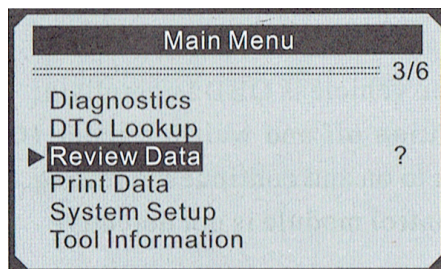 Main Menu
3/6
Diagnostics
DTC Lookup
Review Data ?
Print Data
System Setup
Tool Information